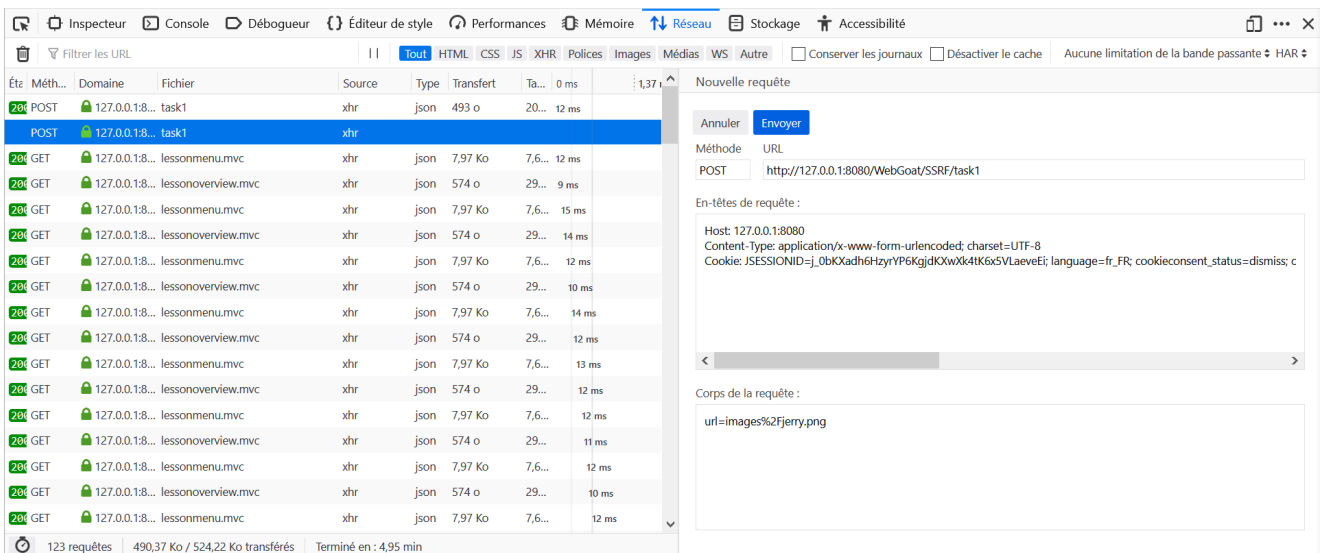 Inspecteur Console Débogueur Éditeur de style Performances Mémoire Réseau Stockage Accessibilité
Filtrer les URL Tout HTML CSS JS XHR Polices Images Médias WS Autre Conserver les journaux Désactiver le cache Aucune limitation de la bande passante HAR
Éta Méth... Domaine Fichier Source Type Transfert Ta... 0 ms 1,37
POST 127.0.0.1:8... task1 xhr json 493 o 20... 12 ms
POST 127.0.0.1:8... task1 xhr
GET 127.0.0.1:8... lessonmenu.mvc xhr json 7,97 Ko 7,6... 12 ms
GET 127.0.0.1:8... lessonoverview.mvc xhr json 574 o 29... 9 ms
GET 127.0.0.1:8... lessonmenu.mvc xhr json 7,97 Ko 7,6... 15 ms
GET 127.0.0.1:8... lessonoverview.mvc xhr json 574 o 29... 14 ms
GET 127.0.0.1:8... lessonmenu.mvc xhr json 7,97 Ko 7,6... 12 ms
GET 127.0.0.1:8... lessonoverview.mvc xhr json 574 o 29... 10 ms
GET 127.0.0.1:8... lessonmenu.mvc xhr json 7,97 Ko 7,6... 14 ms
GET 127.0.0.1:8... lessonoverview.mvc xhr json 574 o 29... 12 ms
GET 127.0.0.1:8... lessonmenu.mvc xhr json 7,97 Ko 7,6... 13 ms
GET 127.0.0.1:8... lessonoverview.mvc xhr json 574 o 29... 12 ms
GET 127.0.0.1:8... lessonmenu.mvc xhr json 7,97 Ko 7,6... 12 ms
GET 127.0.0.1:8... lessonoverview.mvc xhr json 574 o 29... 11 ms
GET 127.0.0.1:8... lessonmenu.mvc xhr json 7,97 Ko 7,6... 12 ms
GET 127.0.0.1:8... lessonoverview.mvc xhr json 574 o 29... 10 ms
GET 127.0.0.1:8... lessonmenu.mvc xhr json 7,97 Ko 7,6... 12 ms
123 requêtes 490,37 Ko / 524,22 Ko transférés Terminé en : 4,95 min
Nouvelle requête
Annuler Envoyer
Méthode URL
POST http://127.0.0.1:8080/WebGoat/SSRF/task1
En-têtes de requête :
Host: 127.0.0.1:8080
Content-Type: application/x-www-form-urlencoded; charset=UTF-8
Cookie: JSESSIONID=j_0bKXadh6HzyrYP6KgjdKXwXk4tK6x5VLaeveEi; language=fr_FR; cookieconsent_status=dismiss; c
Corps de la requête :
url=images%2Fjerry.png